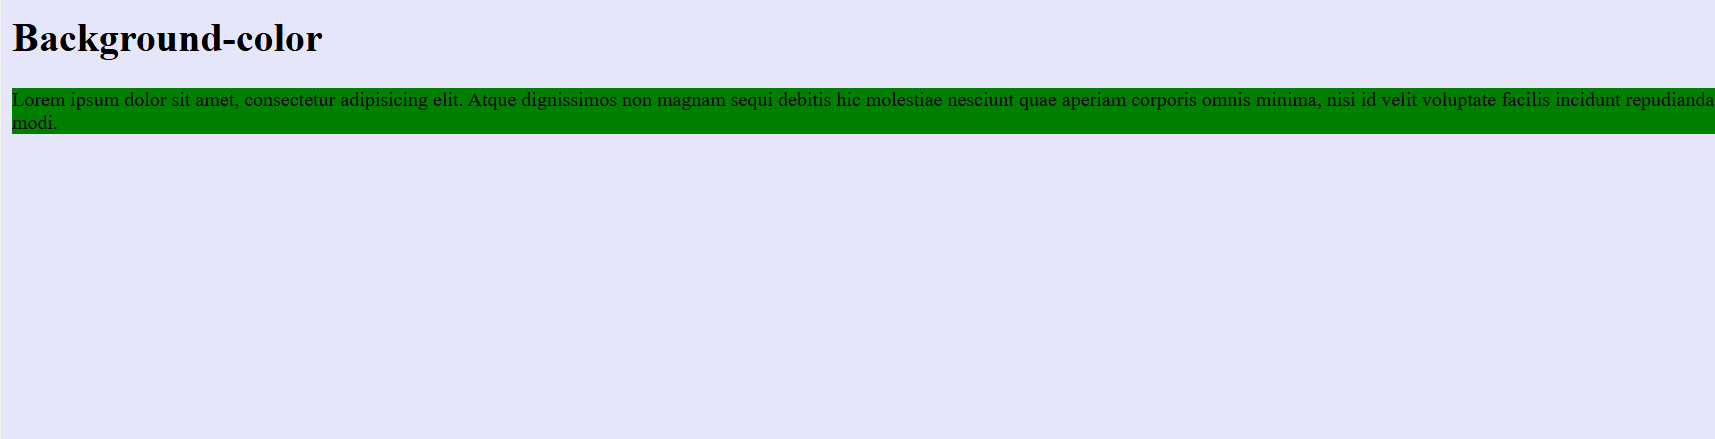 Background-color
Lorem ipsum dolor sit amet, consectetur adipisicing elit. Atque dignissimos non magnam sequi debitis hic molestiae nesciunt quae aperiam corporis omnis minima, nisi id velit voluptate facilis incidunt repudianda
modi.